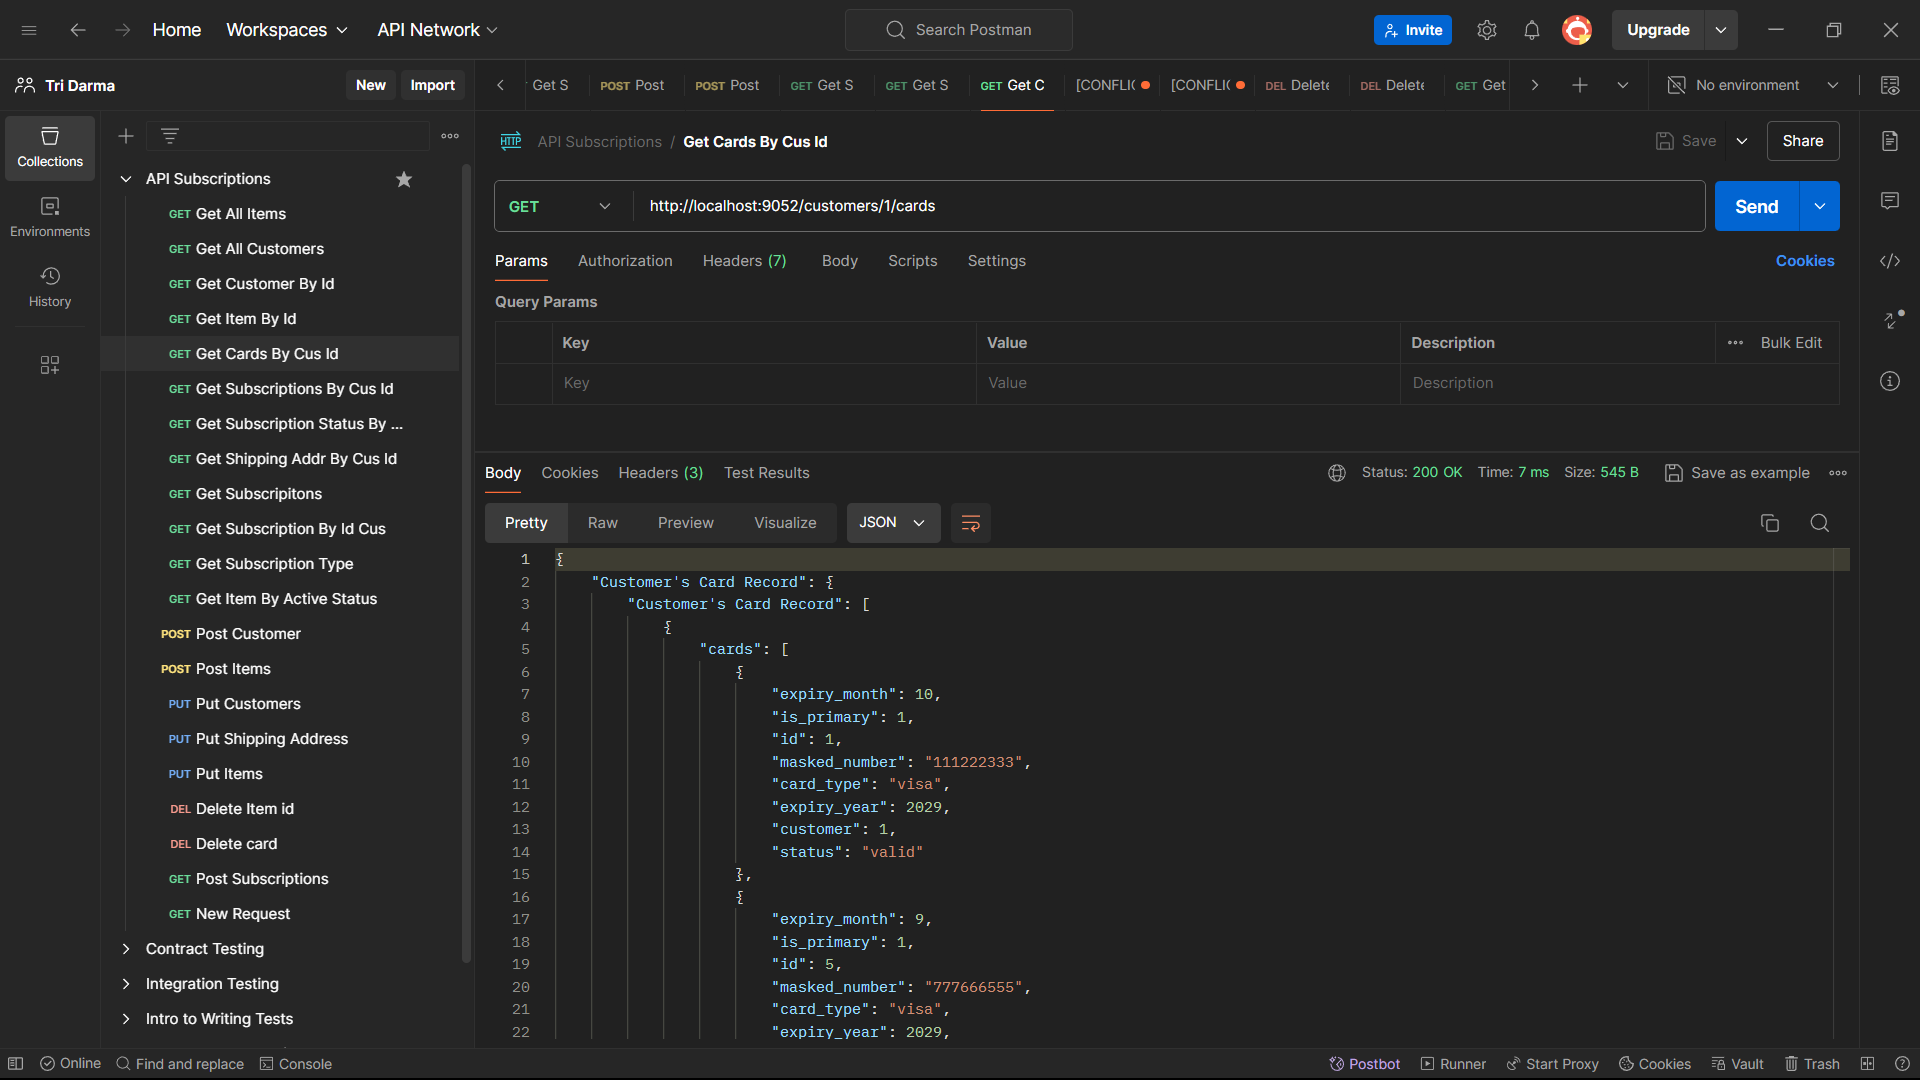 Home Workspaces API Network Search Postman Invite Upgrade
Tri Darma New Import Get S POST Post POST Post GET Get S GET Get S GET Get C [CONFLIC [CONFLIC DEL Delete DEL Delete GET Get No environment
Collections
Environments
History
API Subscriptions
GET Get All Items
GET Get All Customers
GET Get Customer By Id
GET Get Item By Id
GET Get Cards By Cus Id
GET Get Subscriptions By Cus Id
GET Get Subscription Status By ...
GET Get Shipping Addr By Cus Id
GET Get Subscripitons
GET Get Subscription By Id Cus
GET Get Subscription Type
GET Get Item By Active Status
POST Post Customer
POST Post Items
PUT Put Customers
PUT Put Shipping Address
PUT Put Items
DEL Delete Item id
DEL Delete card
GET Post Subscriptions
GET New Request
Contract Testing
Integration Testing
Intro to Writing Tests
HTTP API Subscriptions / Get Cards By Cus Id Save Share
GET http://localhost:9052/customers/1/cards Send
Params Authorization Headers (7) Body Scripts Settings Cookies
Query Params
Key Value Description Bulk Edit
Key Value Description
Body Cookies Headers (3) Test Results Status: 200 OK Time: 7 ms Size: 545 B Save as example
Pretty Raw Preview Visualize JSON
1 {
2 "Customer's Card Record": {
3 "Customer's Card Record": [
4 {
5 "cards": [
6 {
7 "expiry_month": 10,
8 "is_primary": 1,
9 "id": 1,
10 "masked_number": "111222333",
11 "card_type": "visa",
12 "expiry_year": 2029,
13 "customer": 1,
14 "status": "valid"
15 },
16 {
17 "expiry_month": 9,
18 "is_primary": 1,
19 "id": 5,
20 "masked_number": "777666555",
21 "card_type": "visa",
22 "expiry_year": 2029,
Online Find and replace Console Postbot Runner Start Proxy Cookies Vault Trash